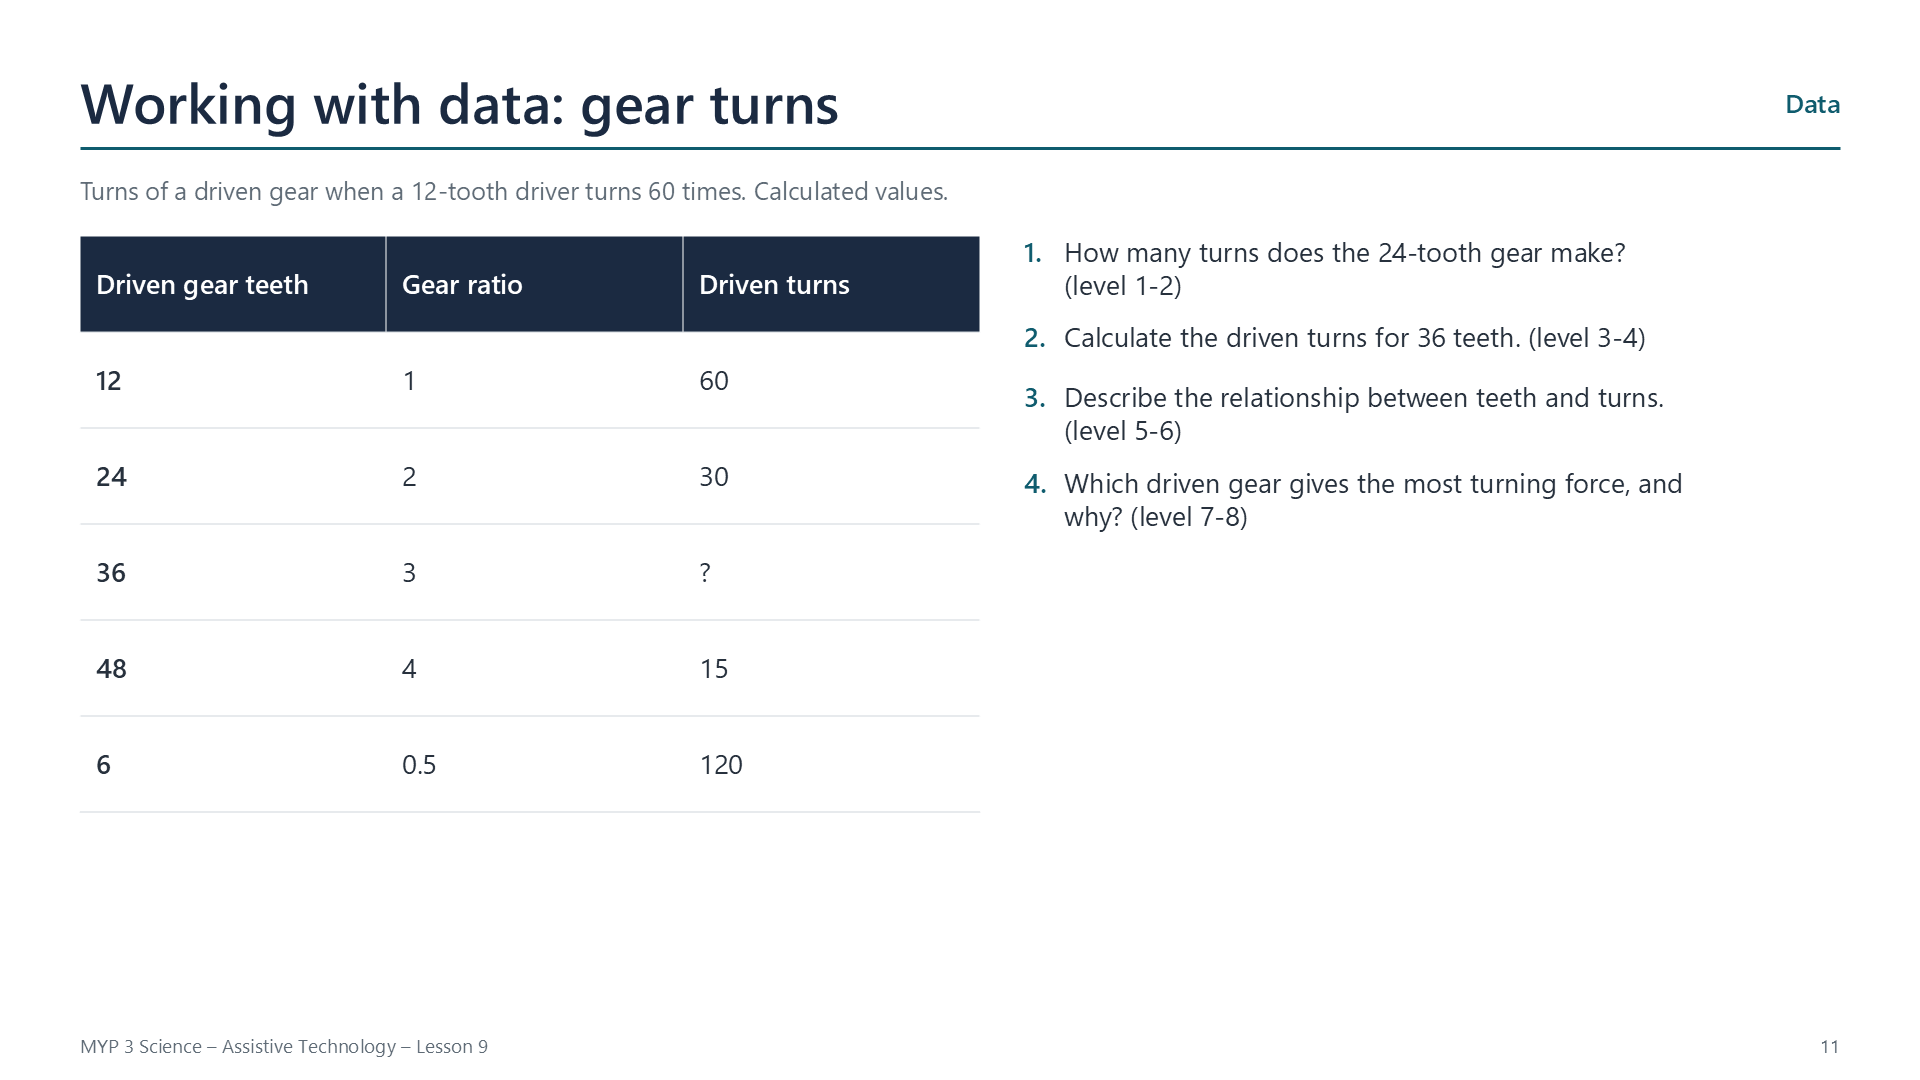 Working with data: gear turns
Data
Turns of a driven gear when a 12-tooth driver turns 60 times. Calculated values.
Driven gear teeth Gear ratio Driven turns
12 1 60
24 2 30
36 3 ?
48 4 15
6 0.5 120
1. How many turns does the 24-tooth gear make?
(level 1-2)
2. Calculate the driven turns for 36 teeth. (level 3-4)
3. Describe the relationship between teeth and turns.
(level 5-6)
4. Which driven gear gives the most turning force, and
why? (level 7-8)
MYP 3 Science – Assistive Technology – Lesson 9
11